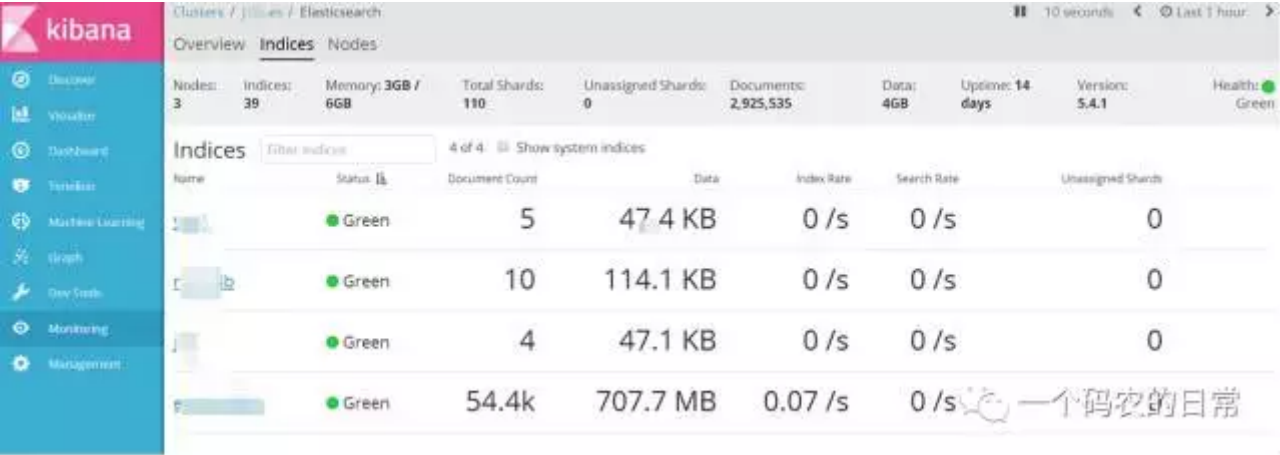 kibana
Clusters / / Elasticsearch
10 seconds
Last 1 hour
Overview Indices Nodes
Discover
Visualize
Dashboard
Timelion
Machine Learning
Graph
Dev Tools
Monitoring
Management
Nodes: 3
Indices: 39
Memory: 3GB / 6GB
Total Shards: 110
Unassigned Shards: 0
Documents: 2,925,535
Data: 4GB
Uptime: 14 days
Version: 5.4.1
Health: Green
Indices Filter indices 4 of 4 Show system indices
Name Status Document Count Data Index Rate Search Rate Unassigned Shards
Green 5 47.4 KB 0 /s 0 /s 0
Green 10 114.1 KB 0 /s 0 /s 0
Green 4 47.1 KB 0 /s 0 /s 0
Green 54.4k 707.7 MB 0.07 /s 0 /s
一个码农的日常